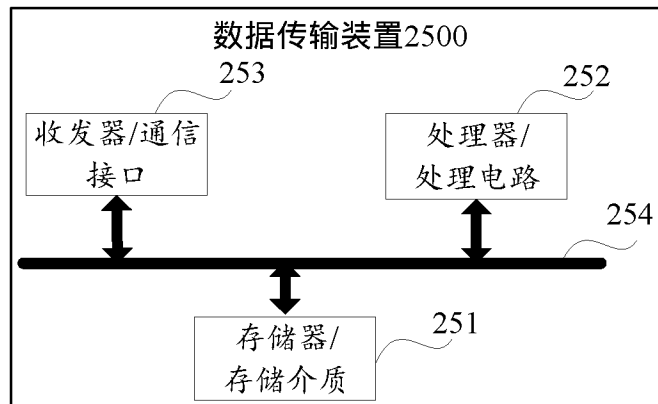 数据传输装置2500
253
收发器/通信
接口
252
处理器/
处理电路
254
存储器/
存储介质
251